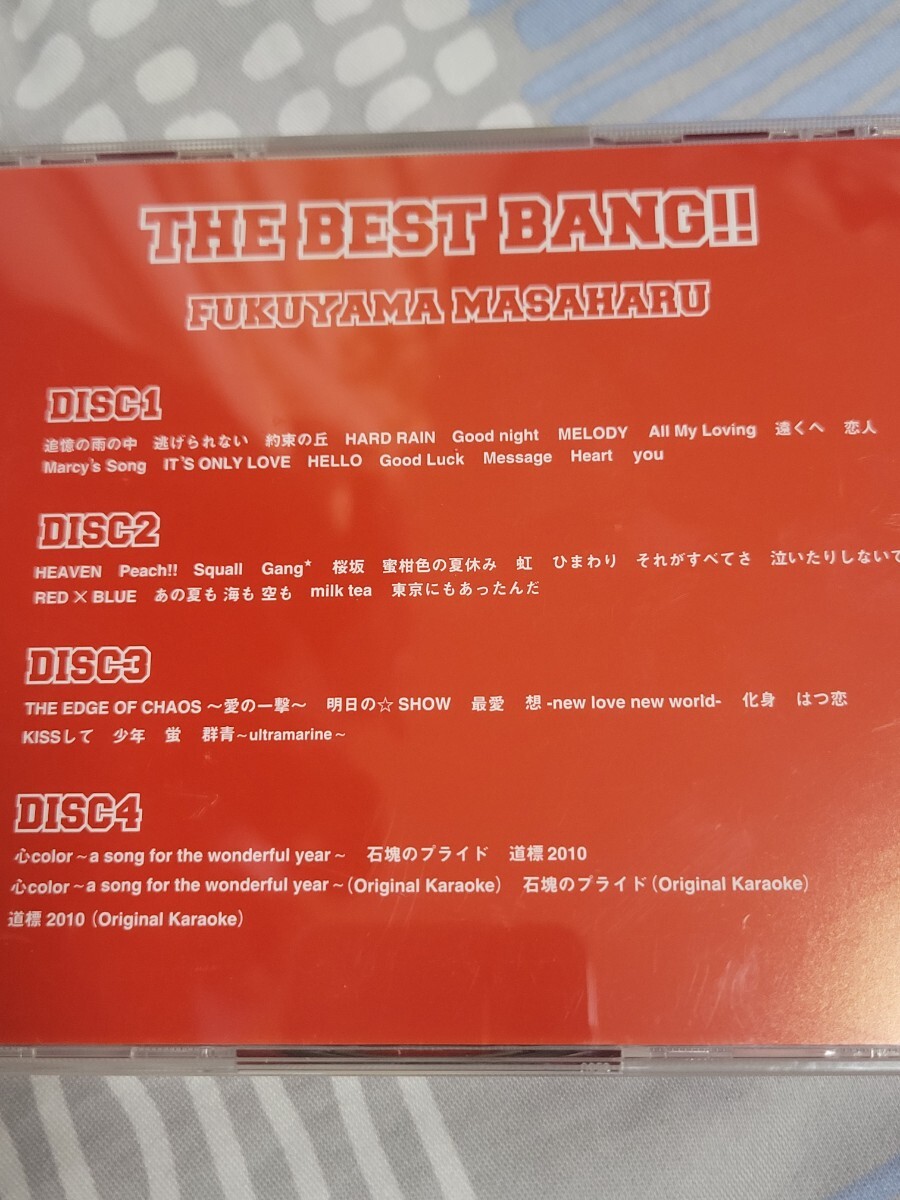 THE BEST BANG!!
FUKUYAMA MASAHARU
DISC1
追憶の雨の中 逃げられない 約束の丘 HARD RAIN Good night MELODY All My Loving 遠くへ 恋人
Marcy's Song IT'S ONLY LOVE HELLO Good Luck Message Heart you
DISC2
HEAVEN Peach!! Squall Gang★ 桜坂 蜜柑色の夏休み 虹 ひまわり それがすべてさ 泣いたりしないで
RED×BLUE あの夏も 海も 空も milk tea 東京にもあったんだ
DISC3
THE EDGE OF CHAOS〜愛の一撃〜 明日の☆SHOW 最愛 想-new love new world- 化身 はつ恋
KISSして 少年 蛍 群青~ultramarine~
DISC4
心color~a song for the wonderful year~ 石塊のプライド 道標2010
心color~a song for the wonderful year~(Original Karaoke) 石塊のプライド(Original Karaoke)
道標2010(Original Karaoke)